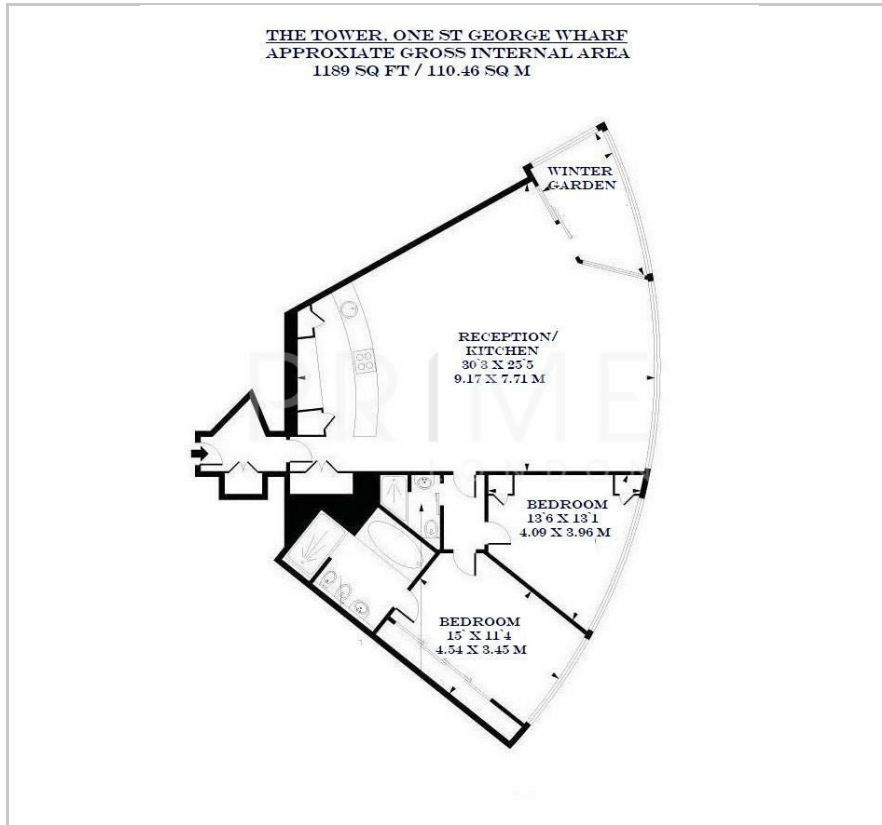 THE TOWER, ONE ST GEORGE WHARF
APPROXIATE GROSS INTERNAL AREA
1189 SQ FT / 110.46 SQ M
WINTER
GARDEN
RECEPTION/
KITCHEN
30'3 X 25'5
9.17 X 7.71 M
PRIME
LONDON
BEDROOM
13'6 X 13'1
4.09 X 3.96 M
BEDROOM
15' X 11'4
4.54 X 3.45 M